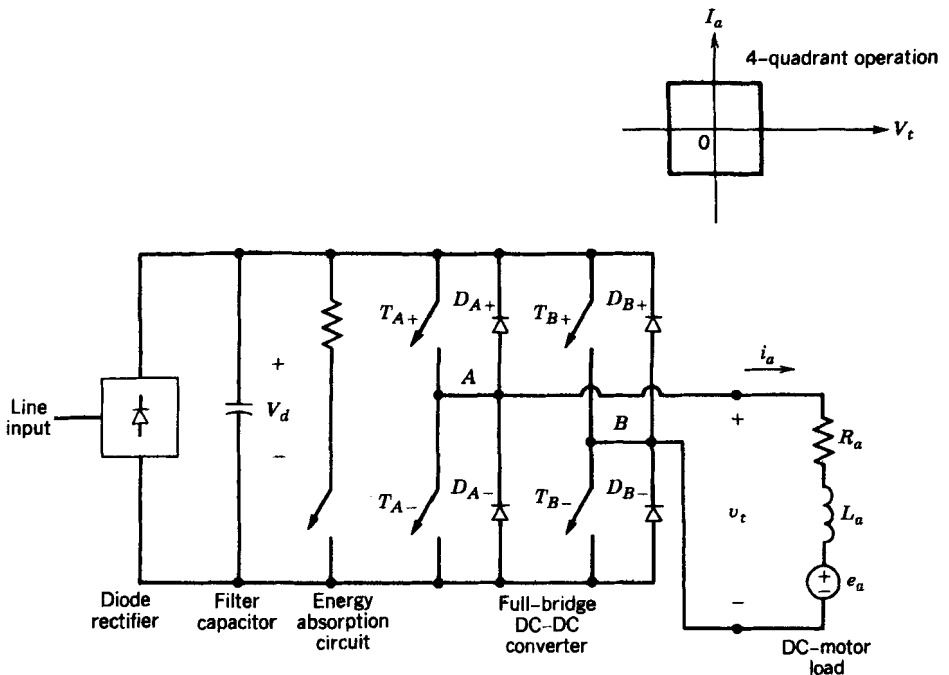 I_a
4-quadrant operation
0
V_t
T_A+
D_A+
T_B+
D_B+
i_a
A
+
V_d
−
Line
input
B
+
R_a
T_A−
D_A−
T_B−
D_B−
v_t
L_a
+
−
e_a
−
Diode
rectifier
Filter
capacitor
Energy
absorption
circuit
Full-bridge
DC-DC
converter
DC-motor
load